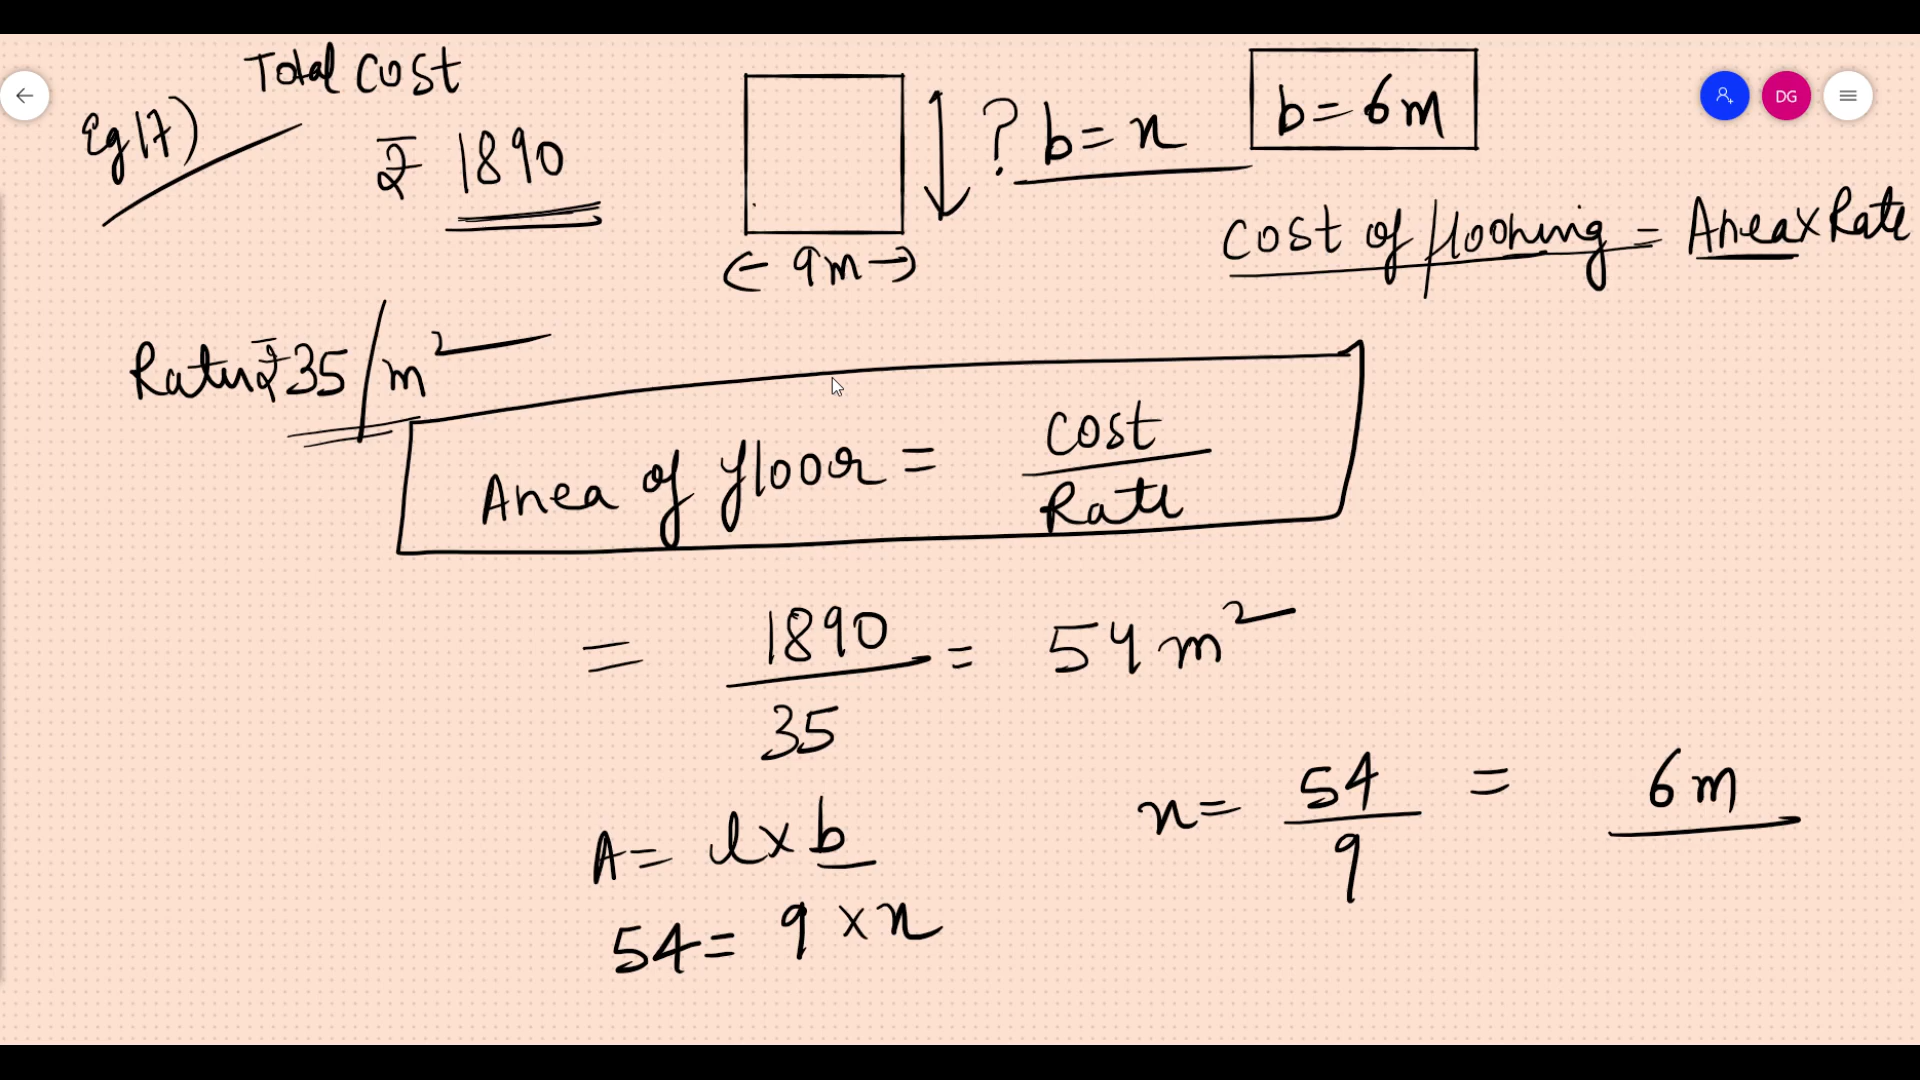 Eg 17)
Total Cost
₹ 1890
9m
? b = x
b = 6m
Cost of flooring = Area × Rate
Rate ₹ 35/m²
Area of floor = Cost / Rate
= 1890 / 35 = 54 m²
A = l × b
54 = 9 × x
x = 54 / 9 = 6m
DG